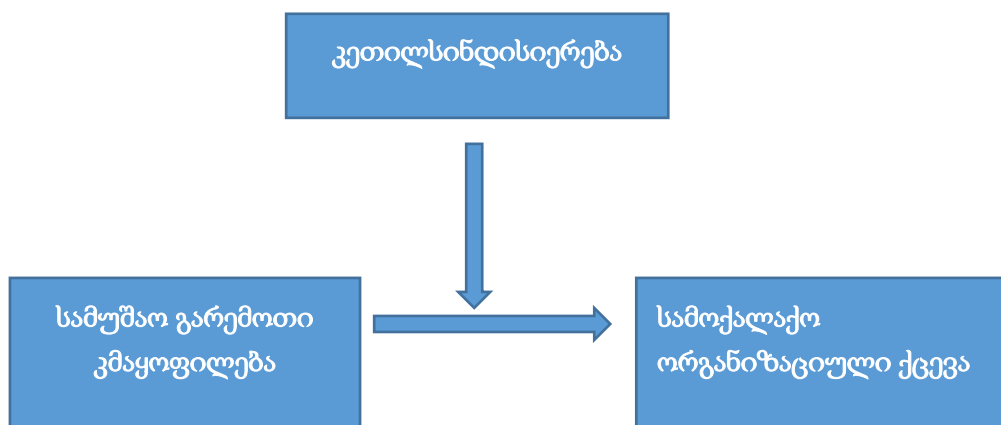 კეთილსინდისიერება
სამუშაო გარემოთი
კმაყოფილება
სამოქალაქო
ორგანიზაციული ქცევა